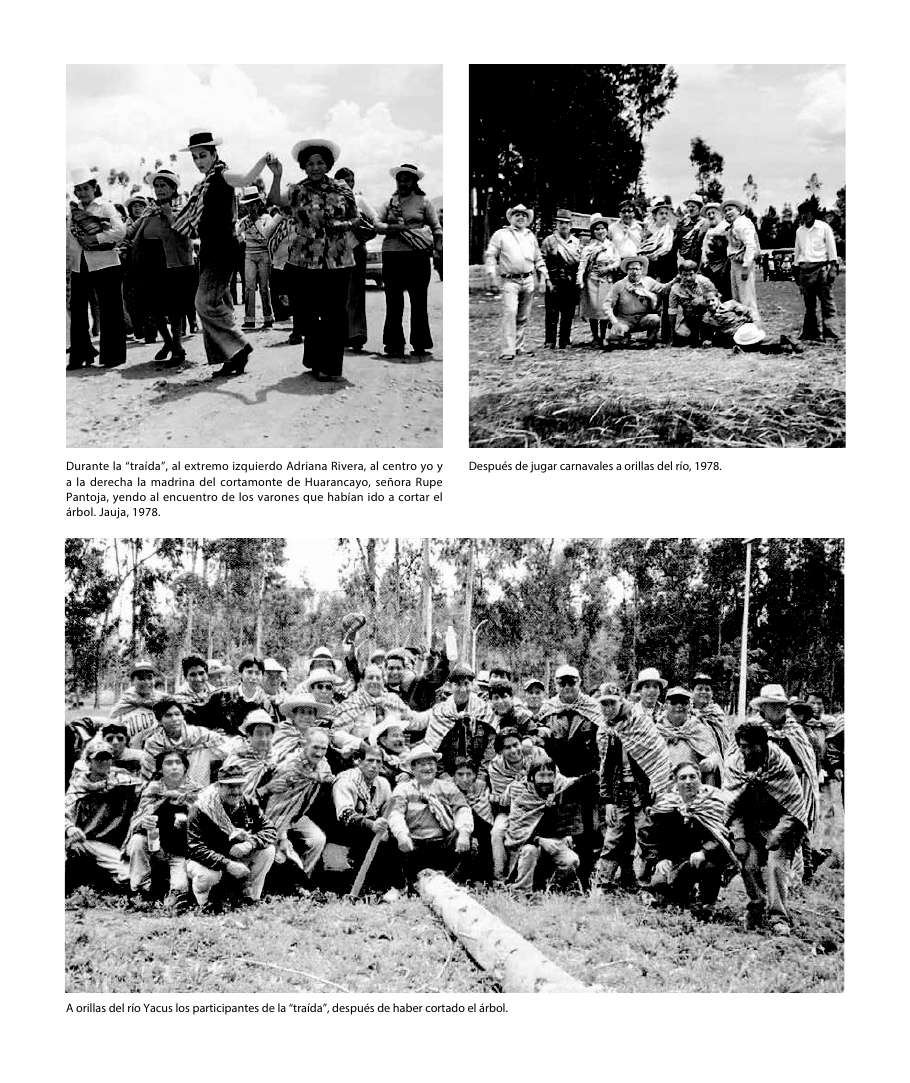 Durante la “traída”, al extremo izquierdo Adriana Rivera, al centro yo y
a la derecha la madrina del cortamonte de Huarancayo, señora Rupe
Pantoja, yendo al encuentro de los varones que habían ido a cortar el
árbol. Jauja, 1978.
Después de jugar carnavales a orillas del río, 1978.
A orillas del río Yacus los participantes de la “traída”, después de haber cortado el árbol.